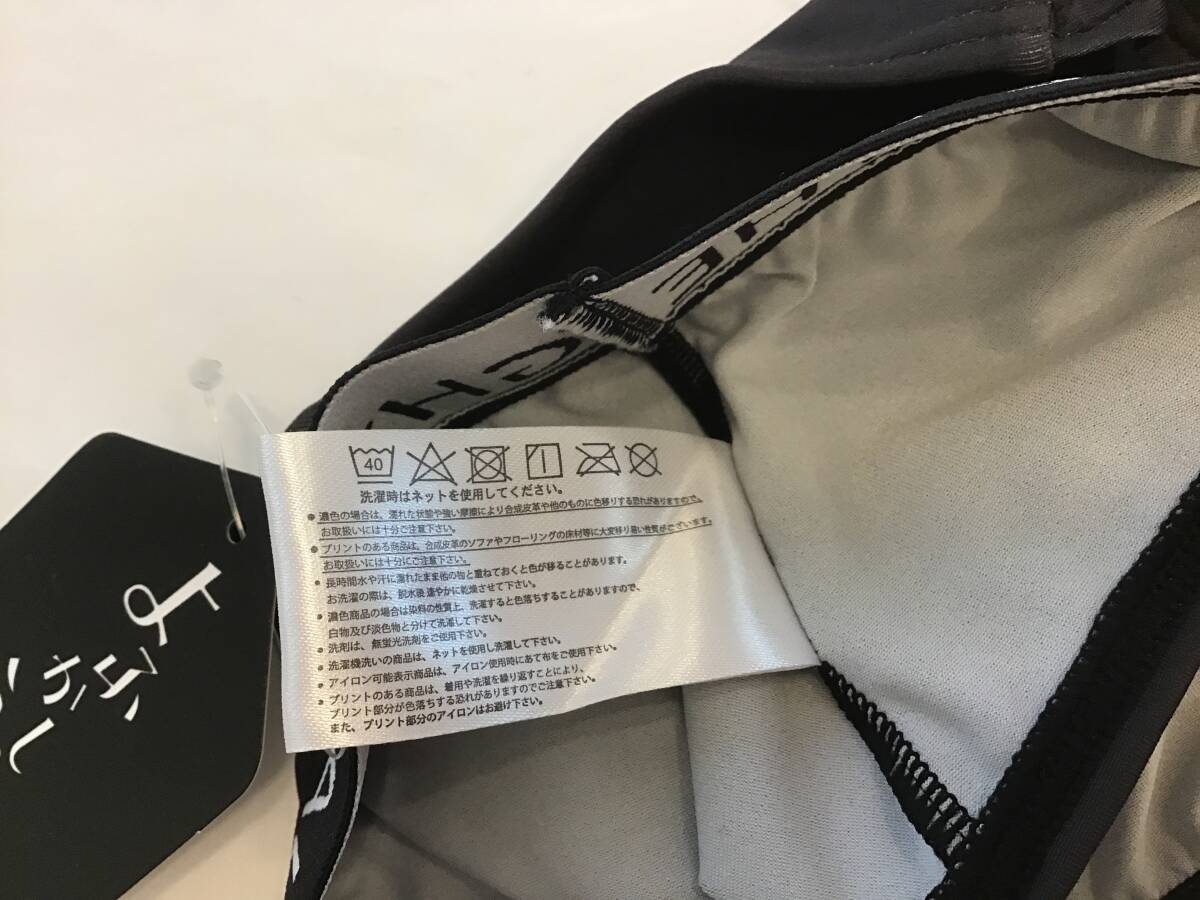 40
洗濯時はネットを使用してください。
● 濃色の場合は、濡れた状態や強い摩擦により合成皮革や他のものに色移りする恐れがありますので、
お取扱いには十分ご注意下さい。
● プリントのある商品は、合成皮革のソファやフローリングの床材等に大変移り易い性質がございます。
お取扱いには十分にご注意下さい。
● 長時間水や汗に濡れたまま他の物と重ねておくと色が移ることがあります。
お洗濯の際は、脱水後速やかに乾燥させて下さい。
● 濃色商品の場合は染料の性質上、洗濯すると色落ちすることがありますので、
白物及び淡色物と分けて洗濯して下さい。
● 洗剤は、無蛍光洗剤をご使用下さい。
● 洗濯機洗いの商品は、ネットを使用し洗濯して下さい。
● アイロン可能表示商品は、アイロン使用時にあて布をご使用下さい。
● プリントのある商品は、着用や洗濯を繰り返すことにより、
プリント部分が色落ちする恐れがありますのでご注意下さい。
また、プリント部分のアイロンはお避け下さい。